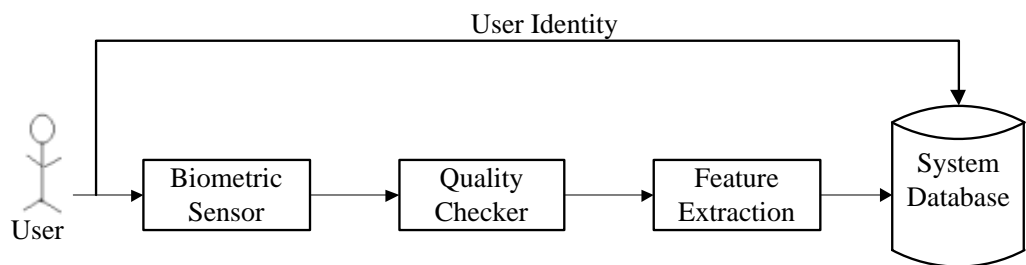 User Identity
User
Biometric
Sensor
Quality
Checker
Feature
Extraction
System
Database